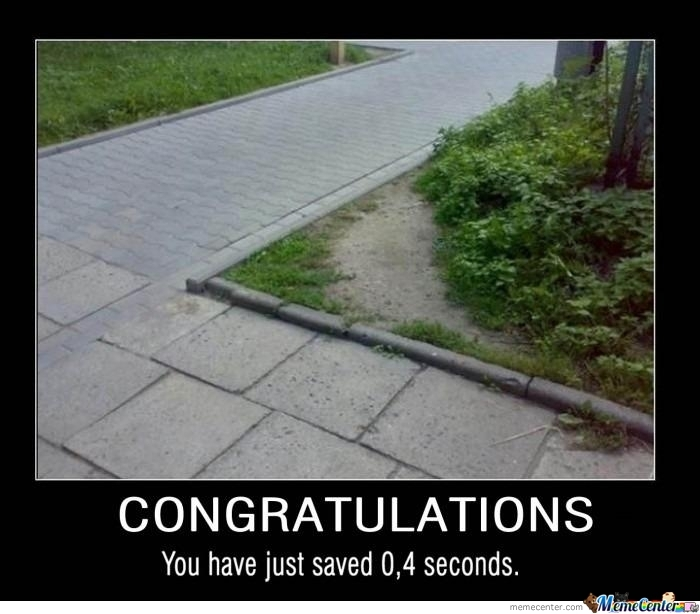 CONGRATULATIONS
You have just saved 0,4 seconds.
memecenter.com MemeCenter